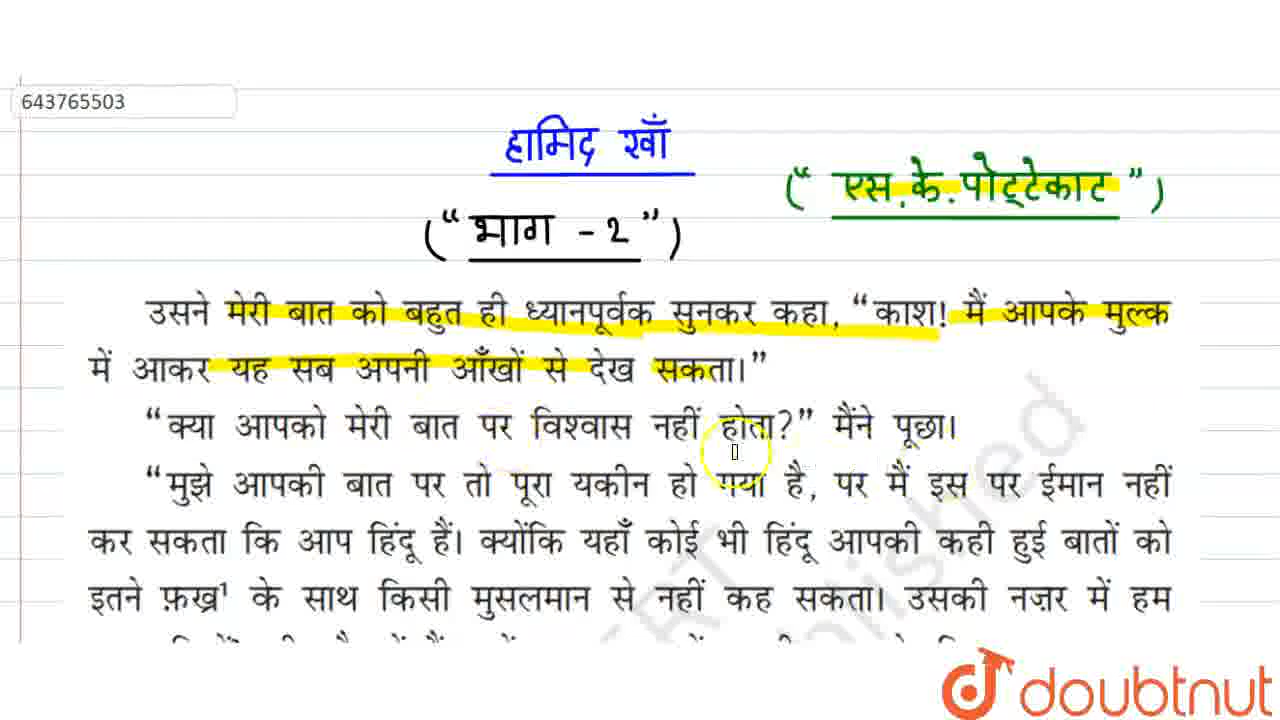 643765503
हामिद खाँ
("एस.के. पोट्टेकाट")
("भाग - 2")
उसने मेरी बात को बहुत ही ध्यानपूर्वक सुनकर कहा, “काश! मैं आपके मुल्क
में आकर यह सब अपनी आँखों से देख सकता।”
“क्या आपको मेरी बात पर विश्वास नहीं होता?” मैंने पूछा।
“मुझे आपकी बात पर तो पूरा यकीन हो गया है, पर मैं इस पर ईमान नहीं
कर सकता कि आप हिंदू हैं। क्योंकि यहाँ कोई भी हिंदू आपकी कही हुई बातों को
इतने फ़ख्र¹ के साथ किसी मुसलमान से नहीं कह सकता। उसकी नज़र में हम
doubtnut